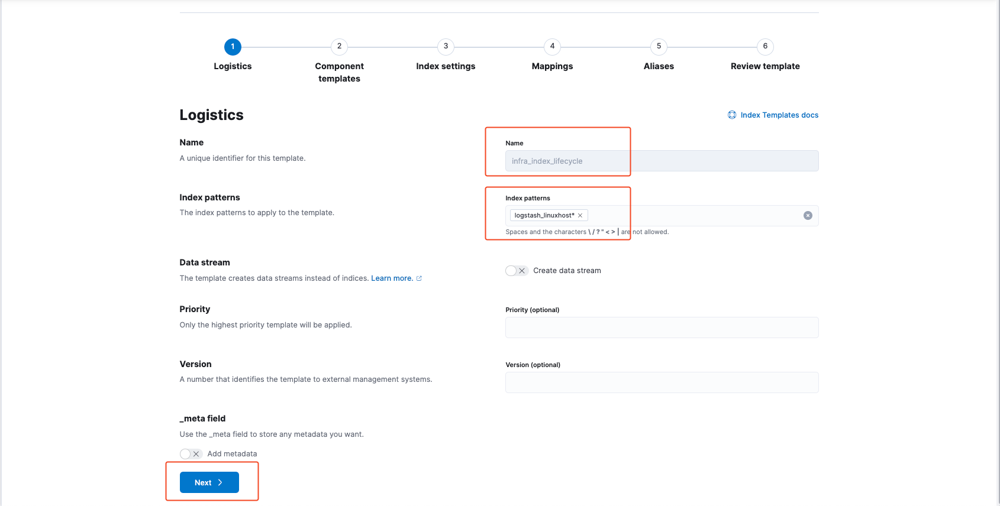 1
2
3
4
5
6
Logistics
Component
templates
Index settings
Mappings
Aliases
Review template
Logistics
Index Templates docs
Name
A unique identifier for this template.
Name
infra_index_lifecycle
Index patterns
The index patterns to apply to the template.
Index patterns
logstash_linuxhost*
Spaces and the characters \ / ? " < > | are not allowed.
Data stream
The template creates data streams instead of indices. Learn more.
Create data stream
Priority
Only the highest priority template will be applied.
Priority (optional)
Version
A number that identifies the template to external management systems.
Version (optional)
_meta field
Use the _meta field to store any metadata you want.
Add metadata
Next